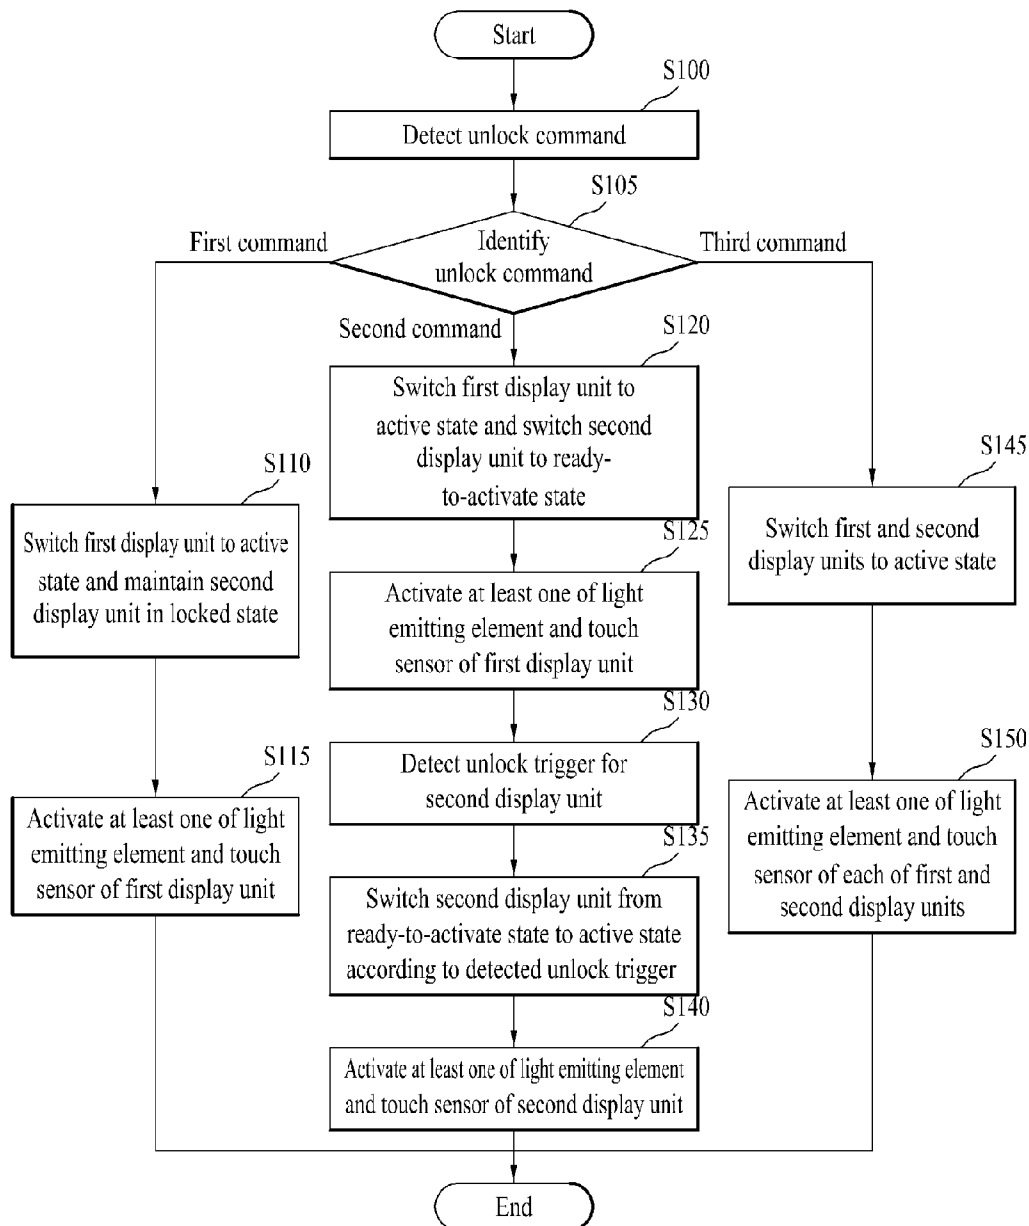 Start
S100
Detect unlock command
S105
First command
Identify
unlock command
Third command
Second command
S120
Switch first display unit to
active state and switch second
display unit to ready-
to-activate state
S110
Switch first display unit to active
state and maintain second
display unit in locked state
S145
Switch first and second
display units to active state
S125
Activate at least one of light
emitting element and touch
sensor of first display unit
S130
Detect unlock trigger for
second display unit
S115
Activate at least one of light
emitting element and touch
sensor of first display unit
S150
Activate at least one of light
emitting element and touch
sensor of each of first and
second display units
S135
Switch second display unit from
ready-to-activate state to active state
according to detected unlock trigger
S140
Activate at least one of light emitting element
and touch sensor of second display unit
End